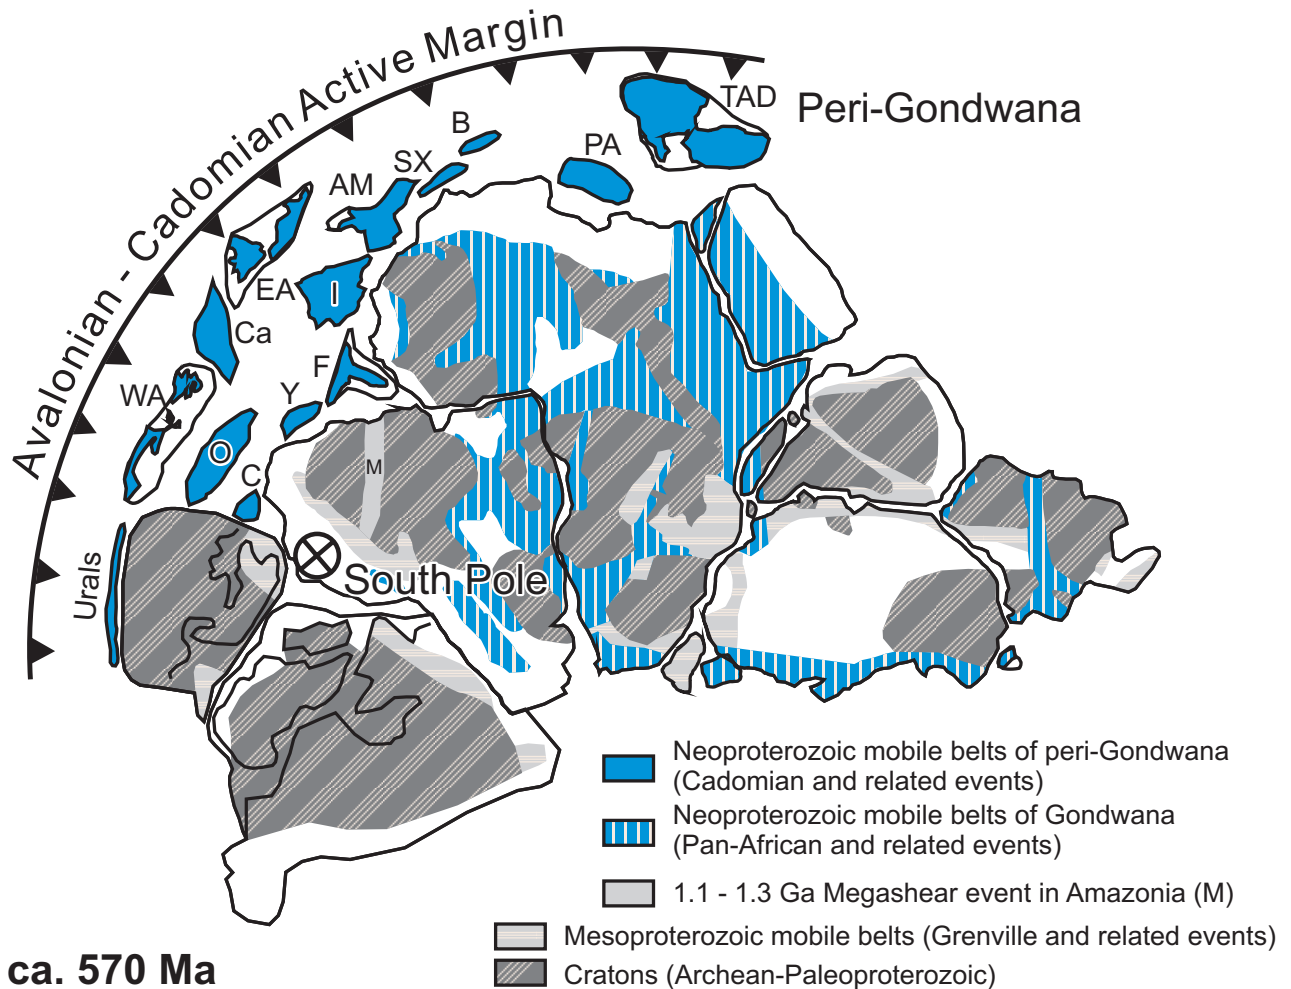 Avalonian - Cadomian Active Margin
TAD
Peri-Gondwana
B
PA
SX
AM
EA
I
Ca
F
WA
Y
O
C
M
South Pole
Urals
Neoproterozoic mobile belts of peri-Gondwana
(Cadomian and related events)
Neoproterozoic mobile belts of Gondwana
(Pan-African and related events)
1.1 - 1.3 Ga Megashear event in Amazonia (M)
Mesoproterozoic mobile belts (Grenville and related events)
Cratons (Archean-Paleoproterozoic)
ca. 570 Ma